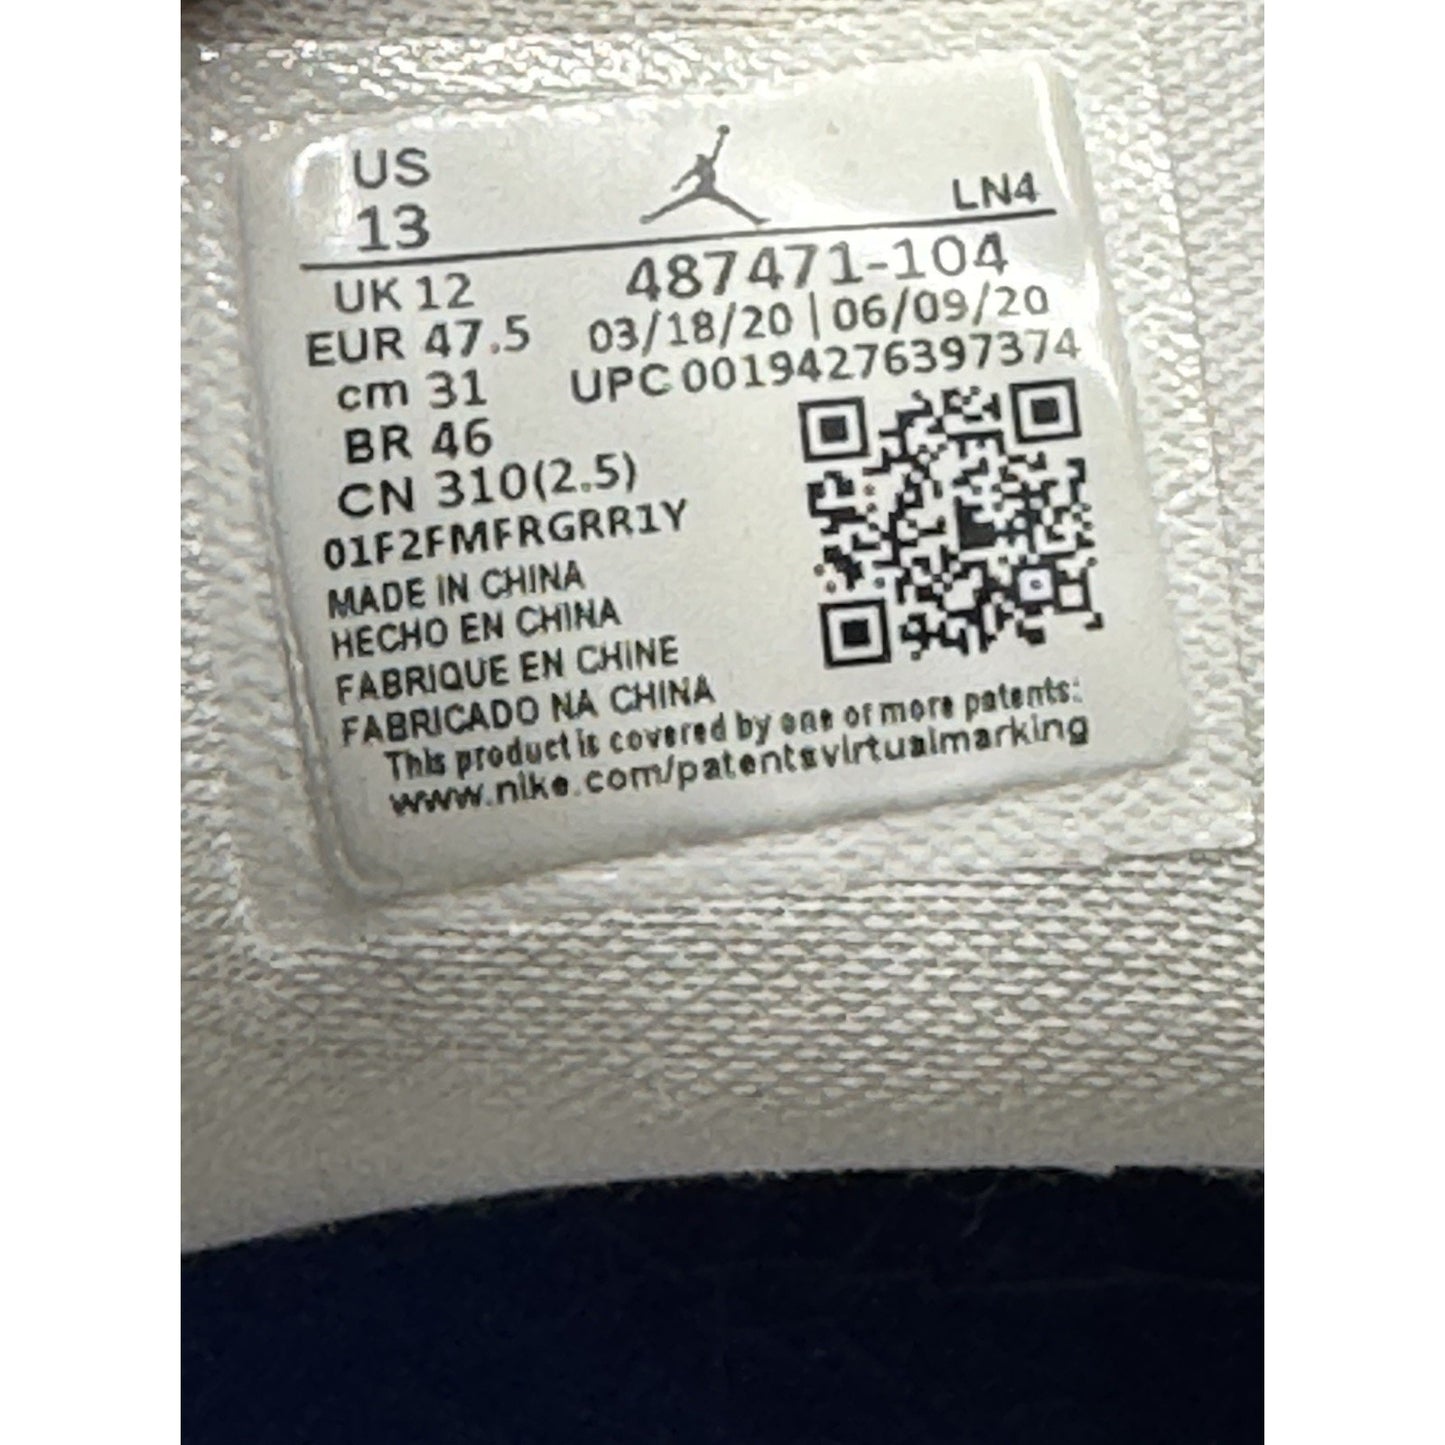 US
13
LN4
UK 12
487471-104
EUR 47.5
03/18/20 | 06/09/20
cm 31
UPC 00194276397374
BR 46
CN 310(2.5)
01F2FMFRGRR1Y
MADE IN CHINA
HECHO EN CHINA
FABRIQUE EN CHINE
FABRICADO NA CHINA
This product is covered by one or more patents:
www.nike.com/patentsvirtualmarking